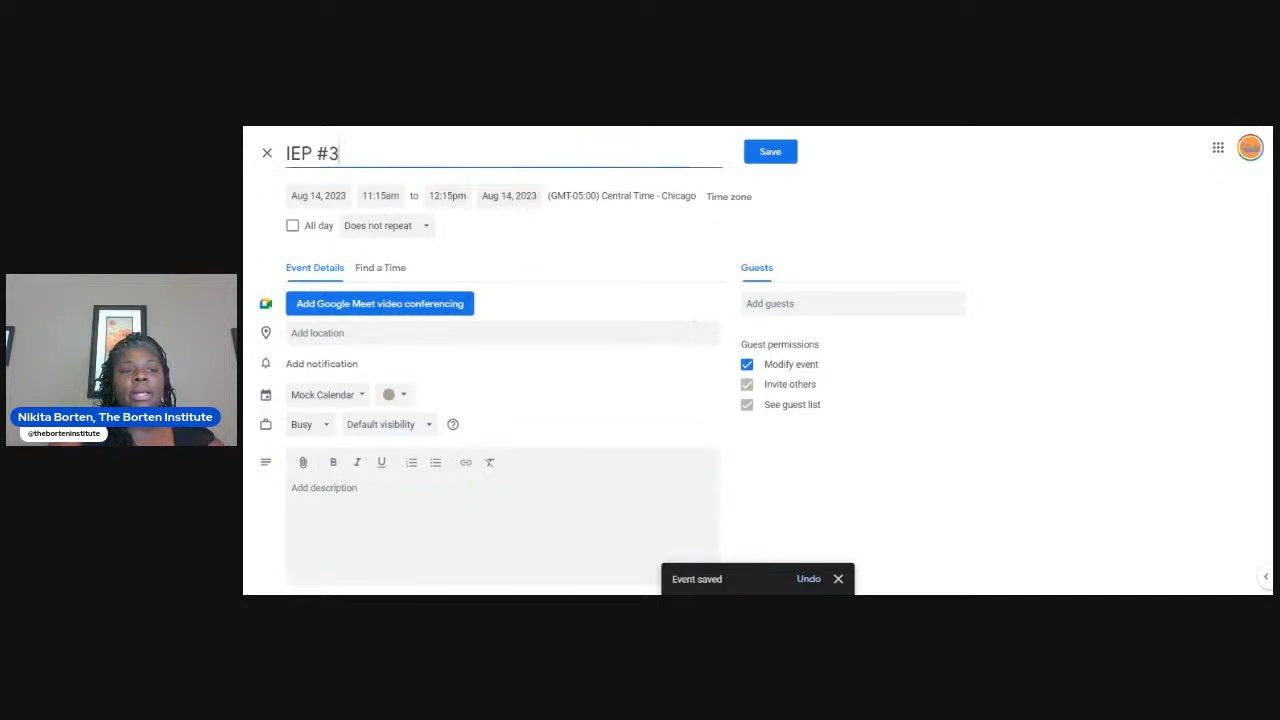 IEP #3
Save
Aug 14, 2023 11:15am to 12:15pm Aug 14, 2023 (GMT-05:00) Central Time - Chicago Time zone
All day Does not repeat
Event Details Find a Time
Guests
Add Google Meet video conferencing
Add guests
Add location
Guest permissions
Add notification
Modify event
Invite others
Mock Calendar
See guest list
Busy Default visibility
Add description
Event saved Undo
Nikita Borten, The Borten Institute
@theborteninstitute